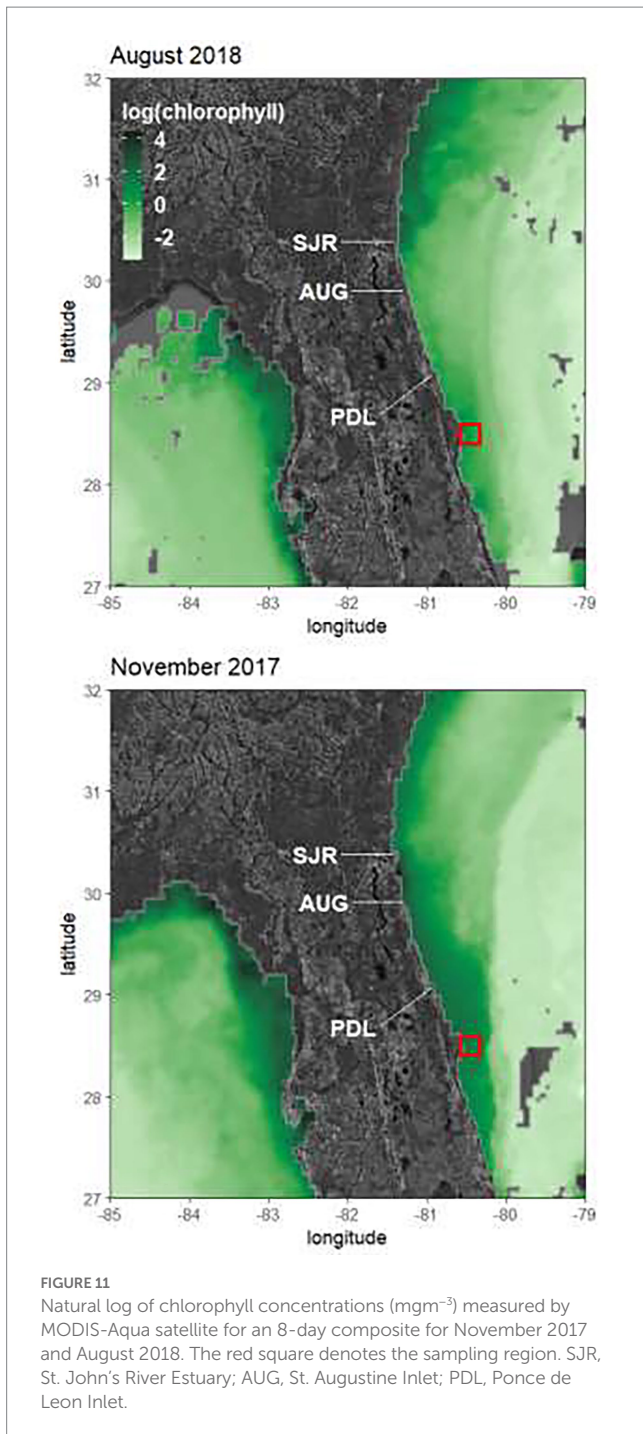 August 2018
32
log(chlorophyll)
4
2
0
-2
31
SJR
30
AUG
latitude
29
PDL
28
27
-85 -84 -83 -82 -81 -80 -79
longitude
November 2017
32
31
SJR
30
AUG
latitude
29
PDL
28
27
-85 -84 -83 -82 -81 -80 -79
longitude
FIGURE 11
Natural log of chlorophyll concentrations (mgm⁻³) measured by
MODIS-Aqua satellite for an 8-day composite for November 2017
and August 2018. The red square denotes the sampling region. SJR,
St. John's River Estuary; AUG, St. Augustine Inlet; PDL, Ponce de
Leon Inlet.